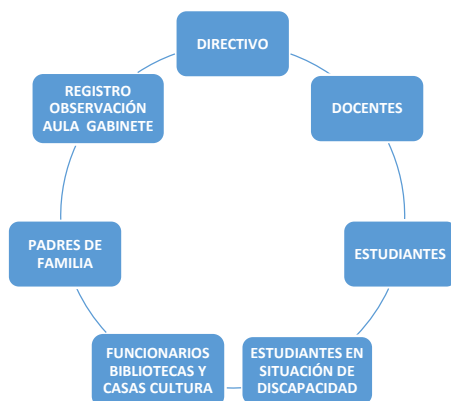 DIRECTIVO
DOCENTES
ESTUDIANTES
ESTUDIANTES EN
SITUACIÓN DE
DISCAPACIDAD
FUNCIONARIOS
BIBLIOTECAS Y
CASAS CULTURA
PADRES DE
FAMILIA
REGISTRO
OBSERVACIÓN
AULA GABINETE